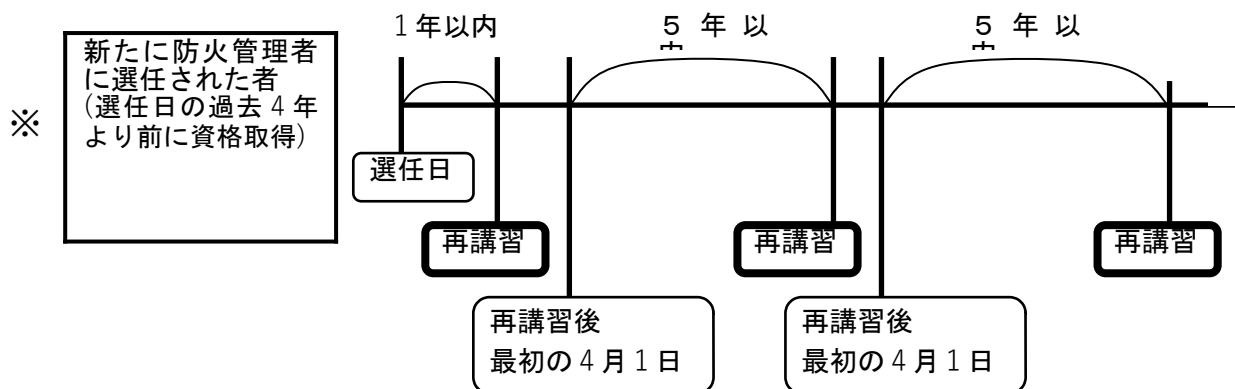 ※
新たに防火管理者
に選任された者
(選任日の過去4年
より前に資格取得)
1年以内
5年以
5年以
選任日
再講習
再講習
再講習
再講習後
最初の4月1日
再講習後
最初の4月1日